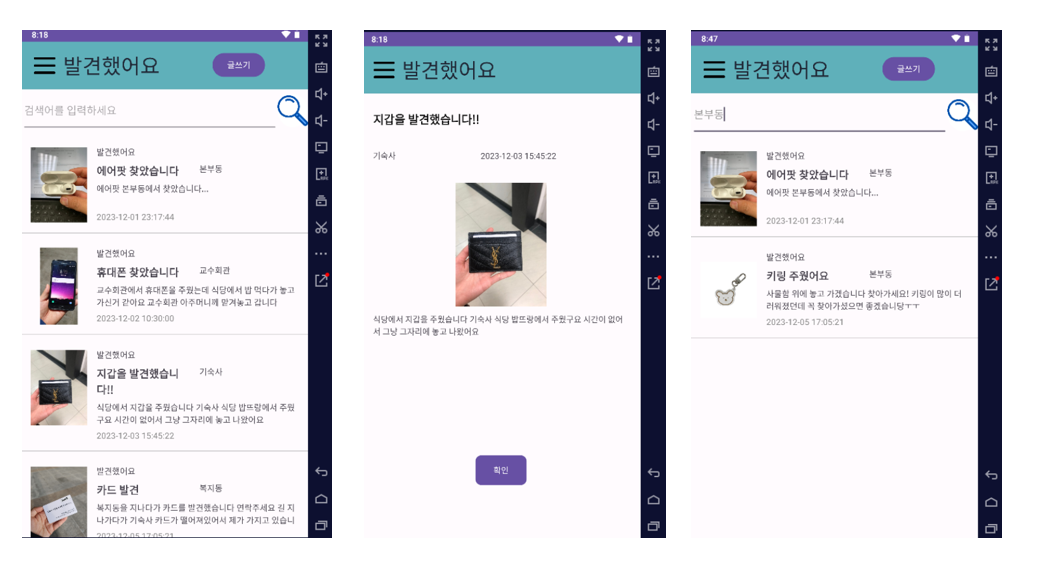 8:18
발견했어요
글쓰기
검색어를 입력하세요
발견했어요
에어팟 찾았습니다
본부동
에어팟 본부동에서 찾았습니다...
2023-12-01 23:17:44
발견했어요
휴대폰 찾았습니다
교수회관
교수회관에서 휴대폰을 주웠는데 식당에서 밥 먹다가 놓고
가신거 같아요 교수회관 아주머니께 맡겨놓고 갑니다
2023-12-02 10:30:00
발견했어요
지갑을 발견했습니
다!!
기숙사
식당에서 지갑을 주웠습니다 기숙사 식당 밥뜨랑에서 주웠
구요 시간이 없어서 그냥 그자리에 놓고 나왔어요
2023-12-03 15:45:22
발견했어요
카드 발견
복지동
복지동을 지나다가 카드를 발견했습니다 연락주세요 길 지
나가다가 기숙사 카드가 떨어져있어서 제가 가지고 있습니
2023-12-05 17:05:21
8:18
발견했어요
지갑을 발견했습니다!!
기숙사
2023-12-03 15:45:22
식당에서 지갑을 주웠습니다 기숙사 식당 밥뜨랑에서 주웠구요 시간이 없어
서 그냥 그자리에 놓고 나왔어요
확인
8:47
발견했어요
글쓰기
본부동
발견했어요
에어팟 찾았습니다
본부동
에어팟 본부동에서 찾았습니다...
2023-12-01 23:17:44
발견했어요
키링 주웠어요
본부동
사물함 위에 놓고 가겠습니다 찾아가세요! 키링이 많이 더
러워졌던데 꼭 찾아가셨으면 좋겠습니당ㅜㅜ
2023-12-05 17:05:21